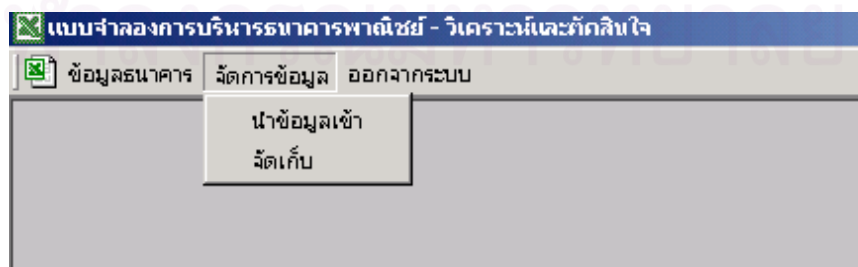 แบบจำลองการบริหารธนาคารพาณิชย์ - วิเคราะห์และตัดสินใจ
ข้อมูลธนาคาร จัดการข้อมูล ออกจากระบบ
นำข้อมูลเข้า
จัดเก็บ